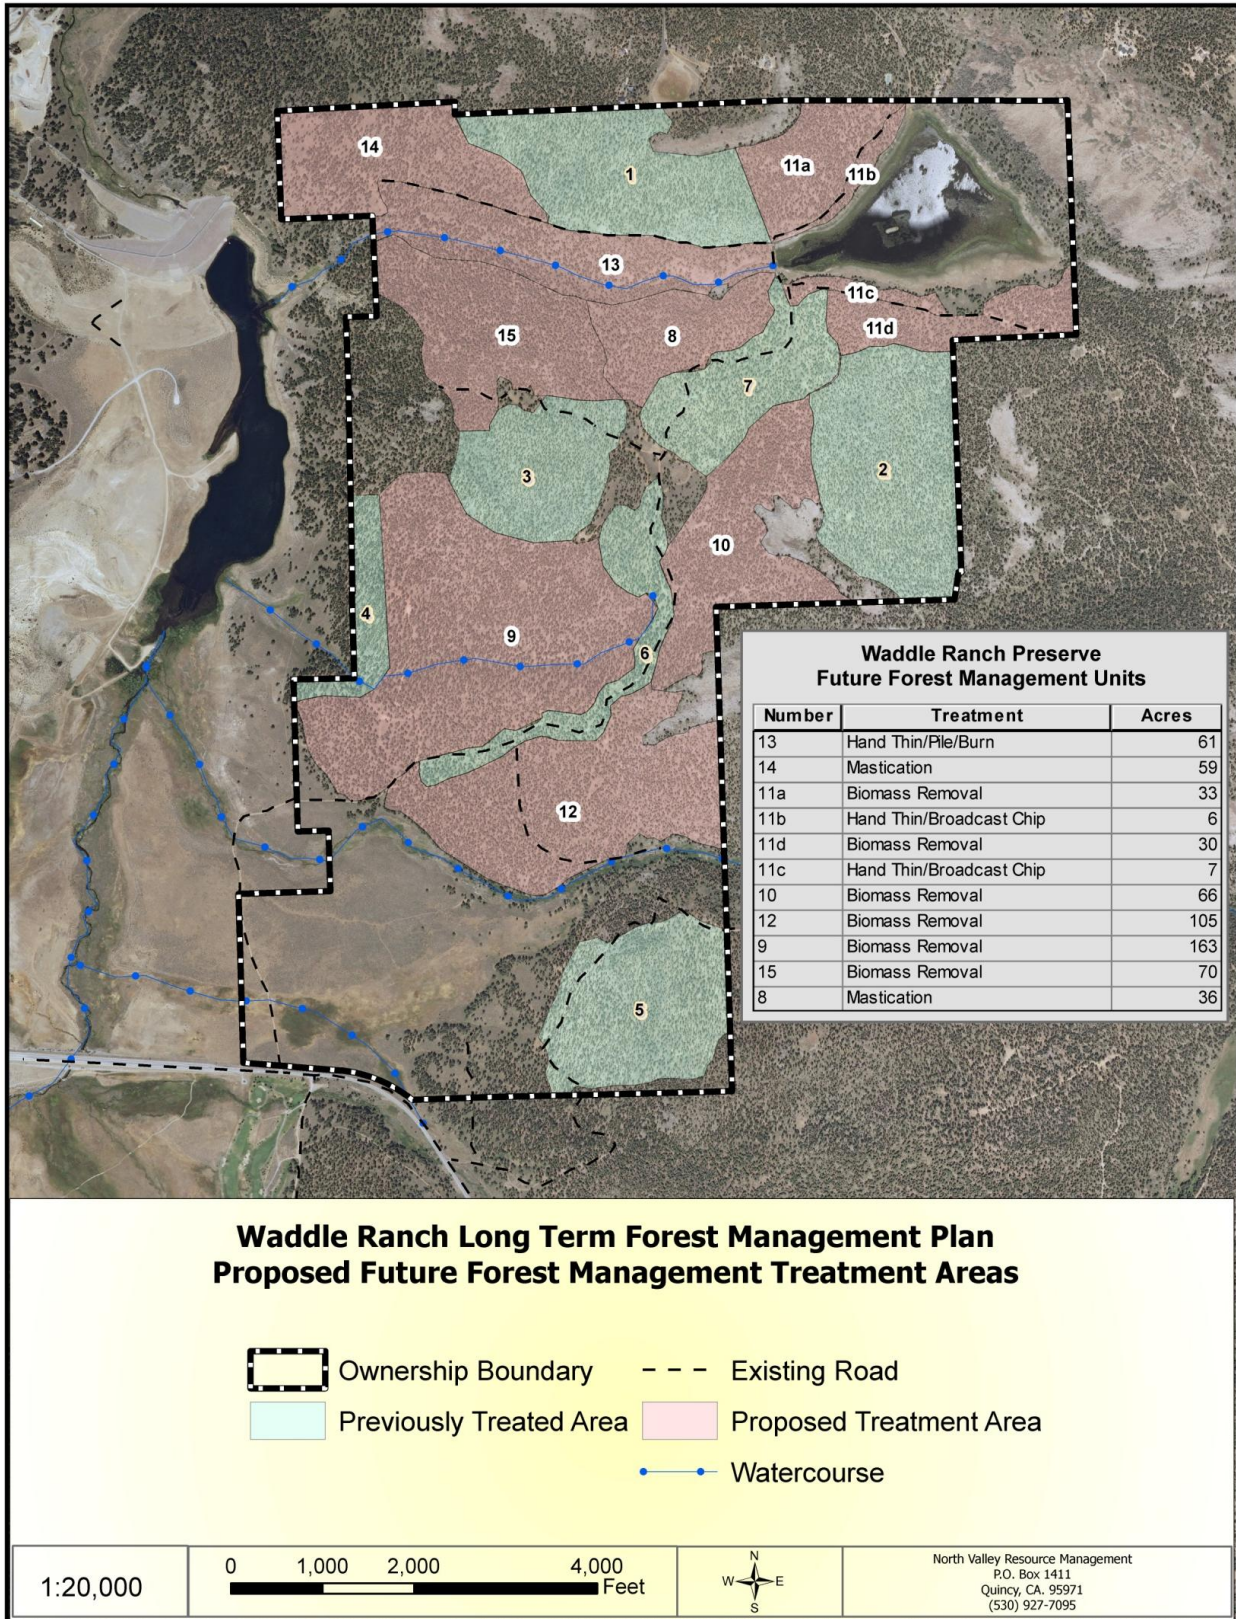 14
1
11a
11b
13
11c
11d
15
8
7
3
2
10
4
9
6
12
5
Waddle Ranch Preserve
Future Forest Management Units
Number Treatment Acres
13 Hand Thin/Pile/Burn 61
14 Mastication 59
11a Biomass Removal 33
11b Hand Thin/Broadcast Chip 6
11d Biomass Removal 30
11c Hand Thin/Broadcast Chip 7
10 Biomass Removal 66
12 Biomass Removal 105
9 Biomass Removal 163
15 Biomass Removal 70
8 Mastication 36
Waddle Ranch Long Term Forest Management Plan
Proposed Future Forest Management Treatment Areas
Ownership Boundary
Existing Road
Previously Treated Area
Proposed Treatment Area
Watercourse
1:20,000
0 1,000 2,000 4,000
Feet
N
W E
S
North Valley Resource Management
P.O. Box 1411
Quincy, CA. 95971
(530) 927-7095